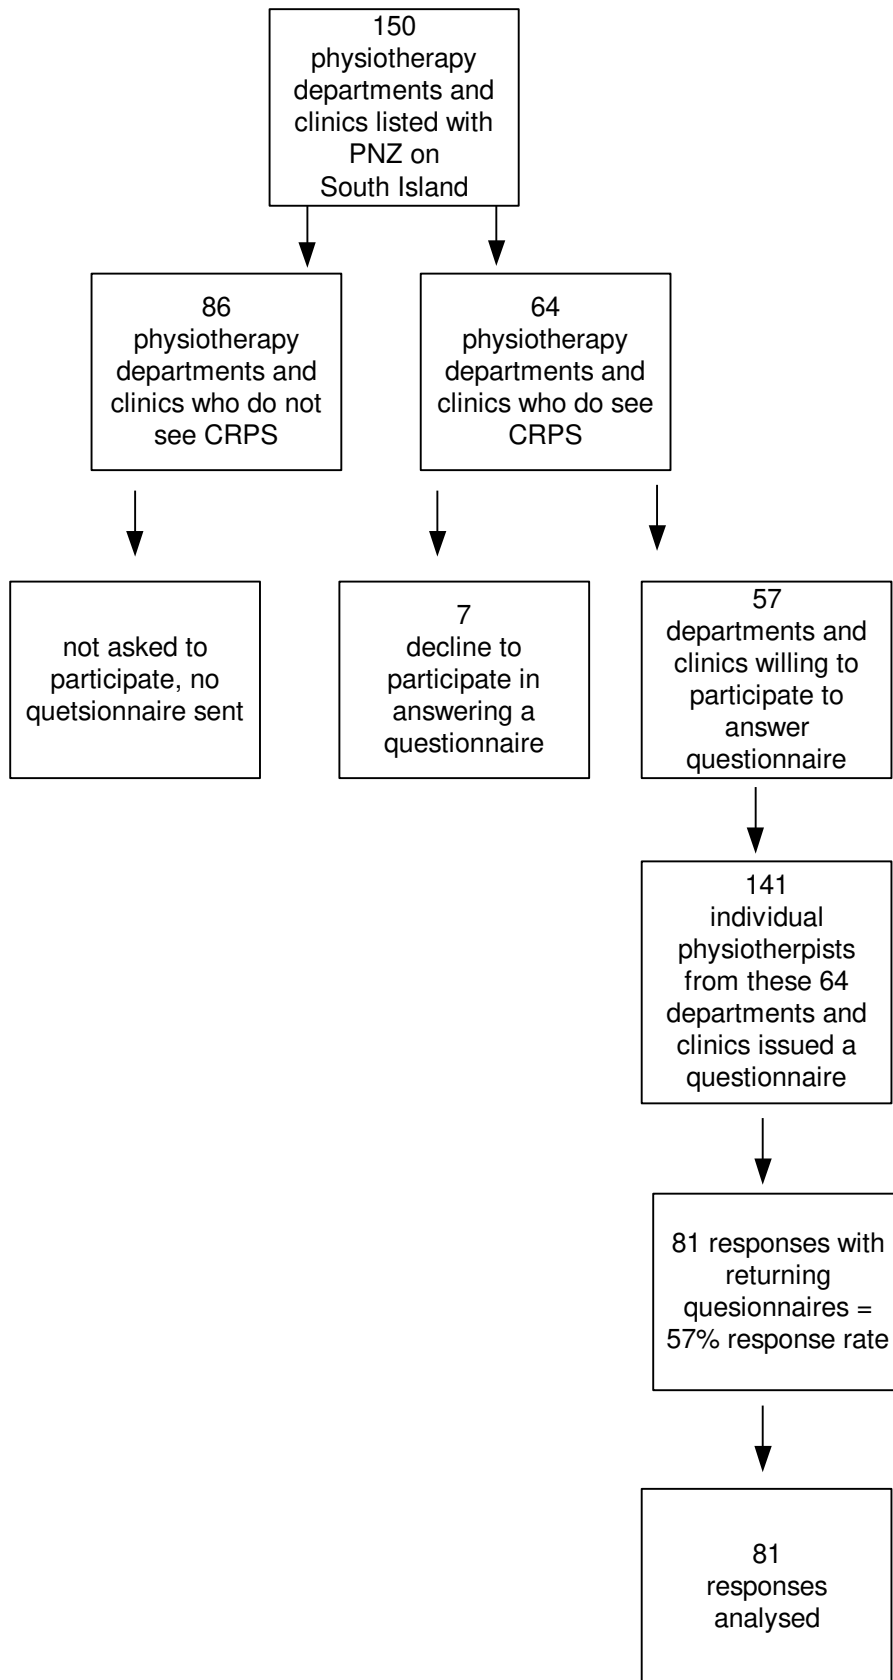 150
physiotherapy
departments and
clinics listed with
PNZ on
South Island
86
physiotherapy
departments and
clinics who do not
see CRPS
64
physiotherapy
departments and
clinics who do see
CRPS
not asked to
participate, no
quetsionnaire sent
7
decline to
participate in
answering a
questionnaire
57
departments and
clinics willing to
participate to
answer
questionnaire
141
individual
physiotherpists
from these 64
departments and
clinics issued a
questionnaire
81 responses with
returning
quesionnaires =
57% response rate
81
responses
analysed